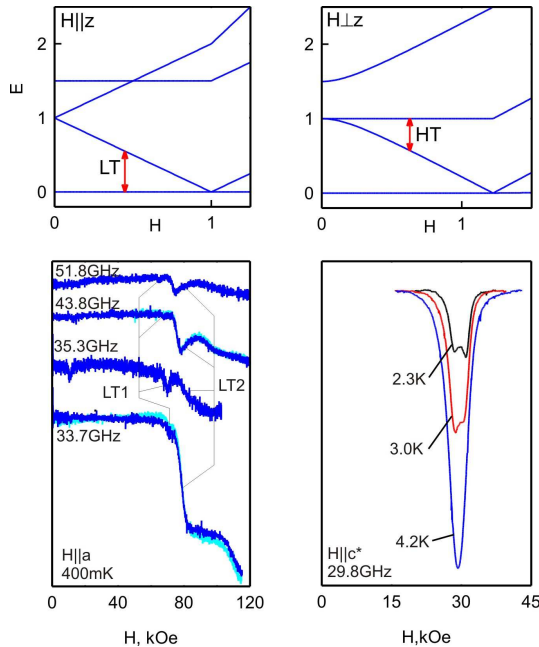 H||z
E
2
1
0
LT
0
H
1
H⊥z
2
1
0
HT
0
H
1
51.8GHz
43.8GHz
35.3GHz
LT1
LT2
33.7GHz
H||a
400mK
0 40 80 120
H, kOe
2.3K
3.0K
4.2K
H||c*
29.8GHz
0 15 30 45
H,kOe